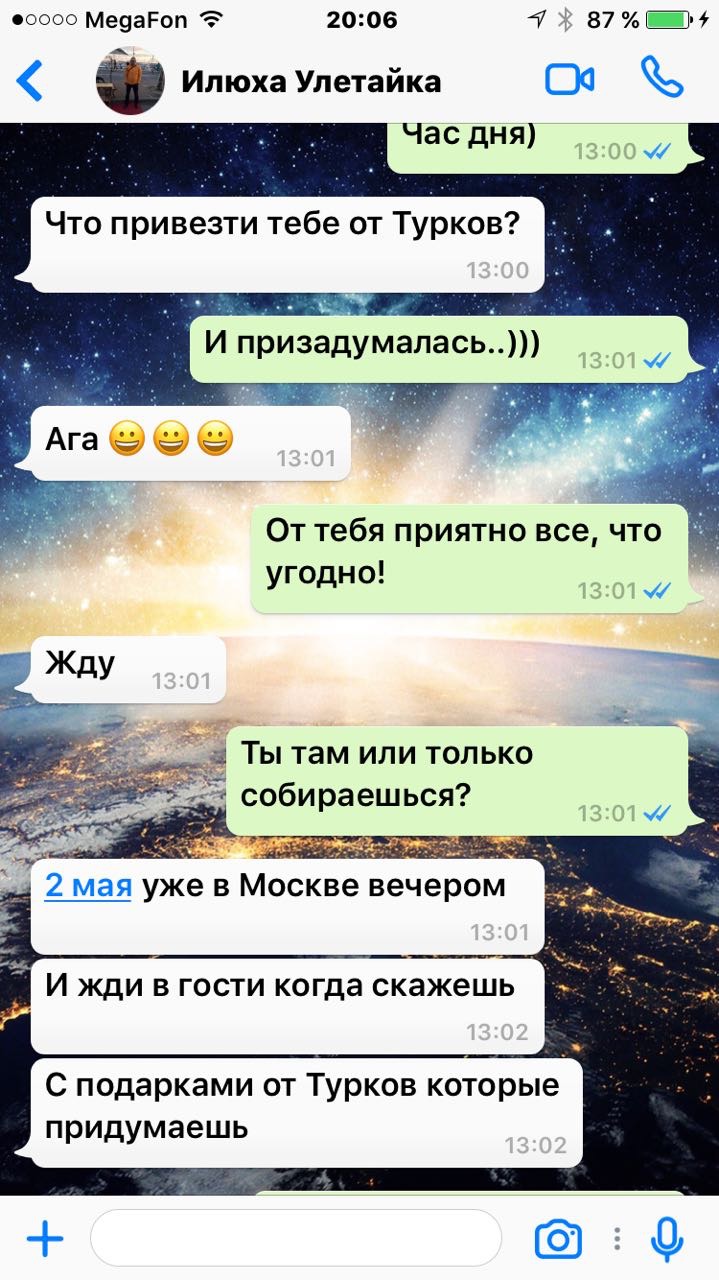 MegaFon 20:06 87 %
Илюха Улетайка
Час дня)
13:00
Что привезти тебе от Турков?
13:00
И призадумалась..)))
13:01
Ага 😀😀😀
13:01
От тебя приятно все, что
угодно!
13:01
Жду
13:01
Ты там или только
собираешься?
13:01
2 мая уже в Москве вечером
13:01
И жди в гости когда скажешь
13:02
С подарками от Турков которые
придумаешь
13:02